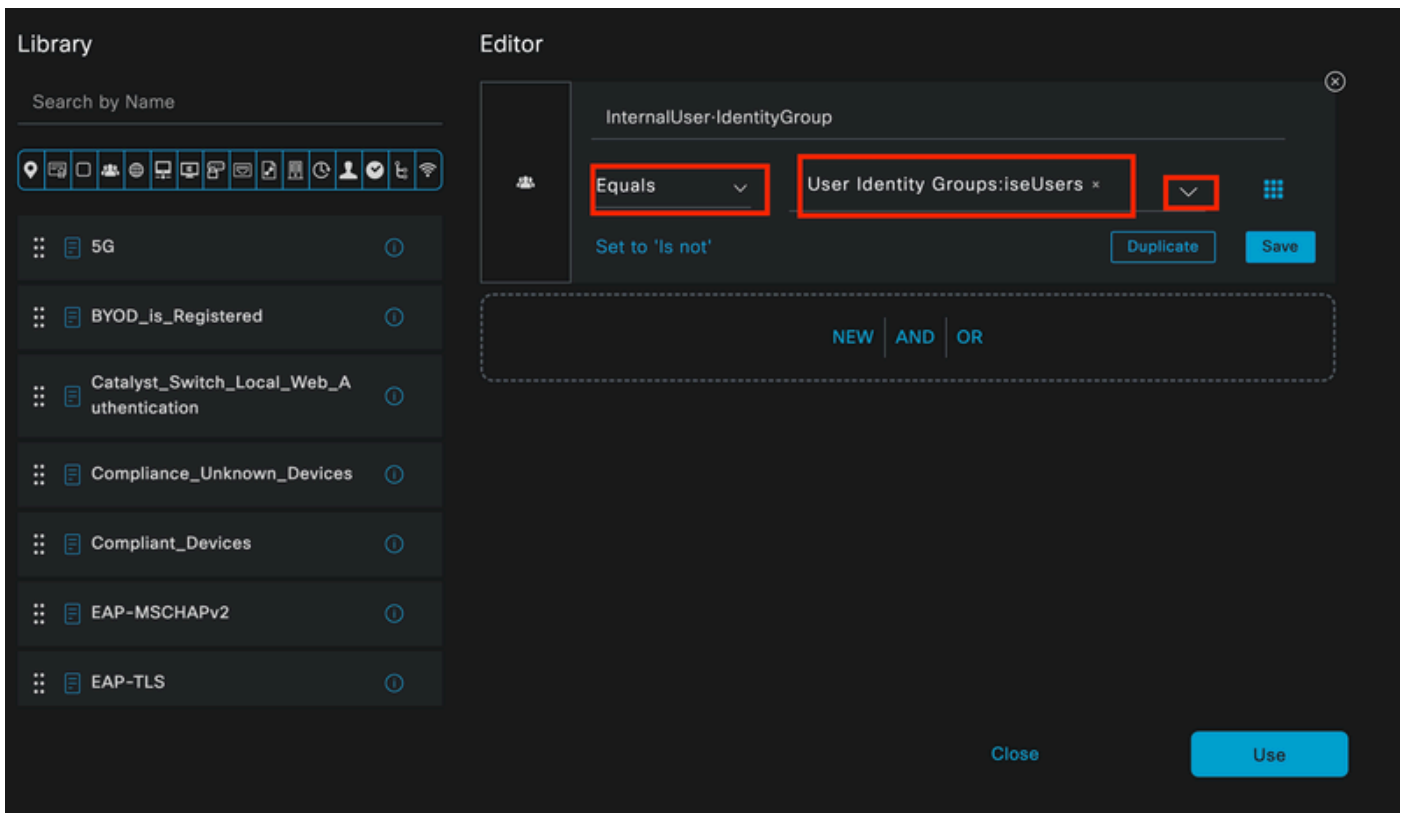 Library
Search by Name
5G
BYOD_is_Registered
Catalyst_Switch_Local_Web_A
uthentication
Compliance_Unknown_Devices
Compliant_Devices
EAP-MSCHAPv2
EAP-TLS
Editor
InternalUser·IdentityGroup
Equals
User Identity Groups:iseUsers ×
Set to 'Is not'
Duplicate
Save
NEW
AND
OR
Close
Use